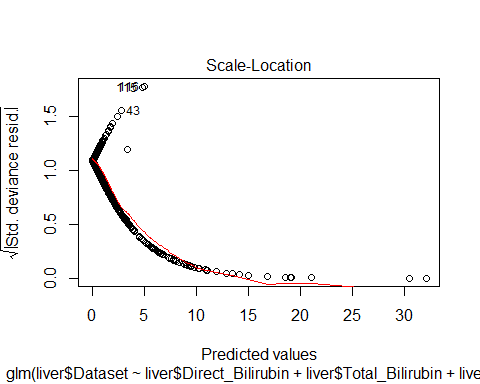 Scale-Location
√|Std. deviance resid.|
0.0 0.5 1.0 1.5
43
0 5 10 15 20 25 30
Predicted values
glm(liver$Dataset ~ liver$Direct_Bilirubin + liver$Total_Bilirubin + live